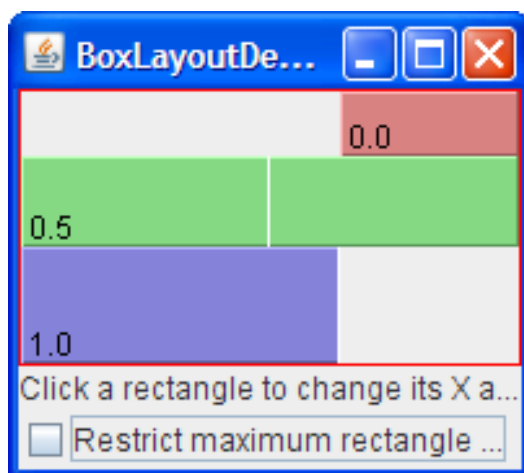 BoxLayoutDe...
0.0
0.5
1.0
Click a rectangle to change its X a...
Restrict maximum rectangle ...